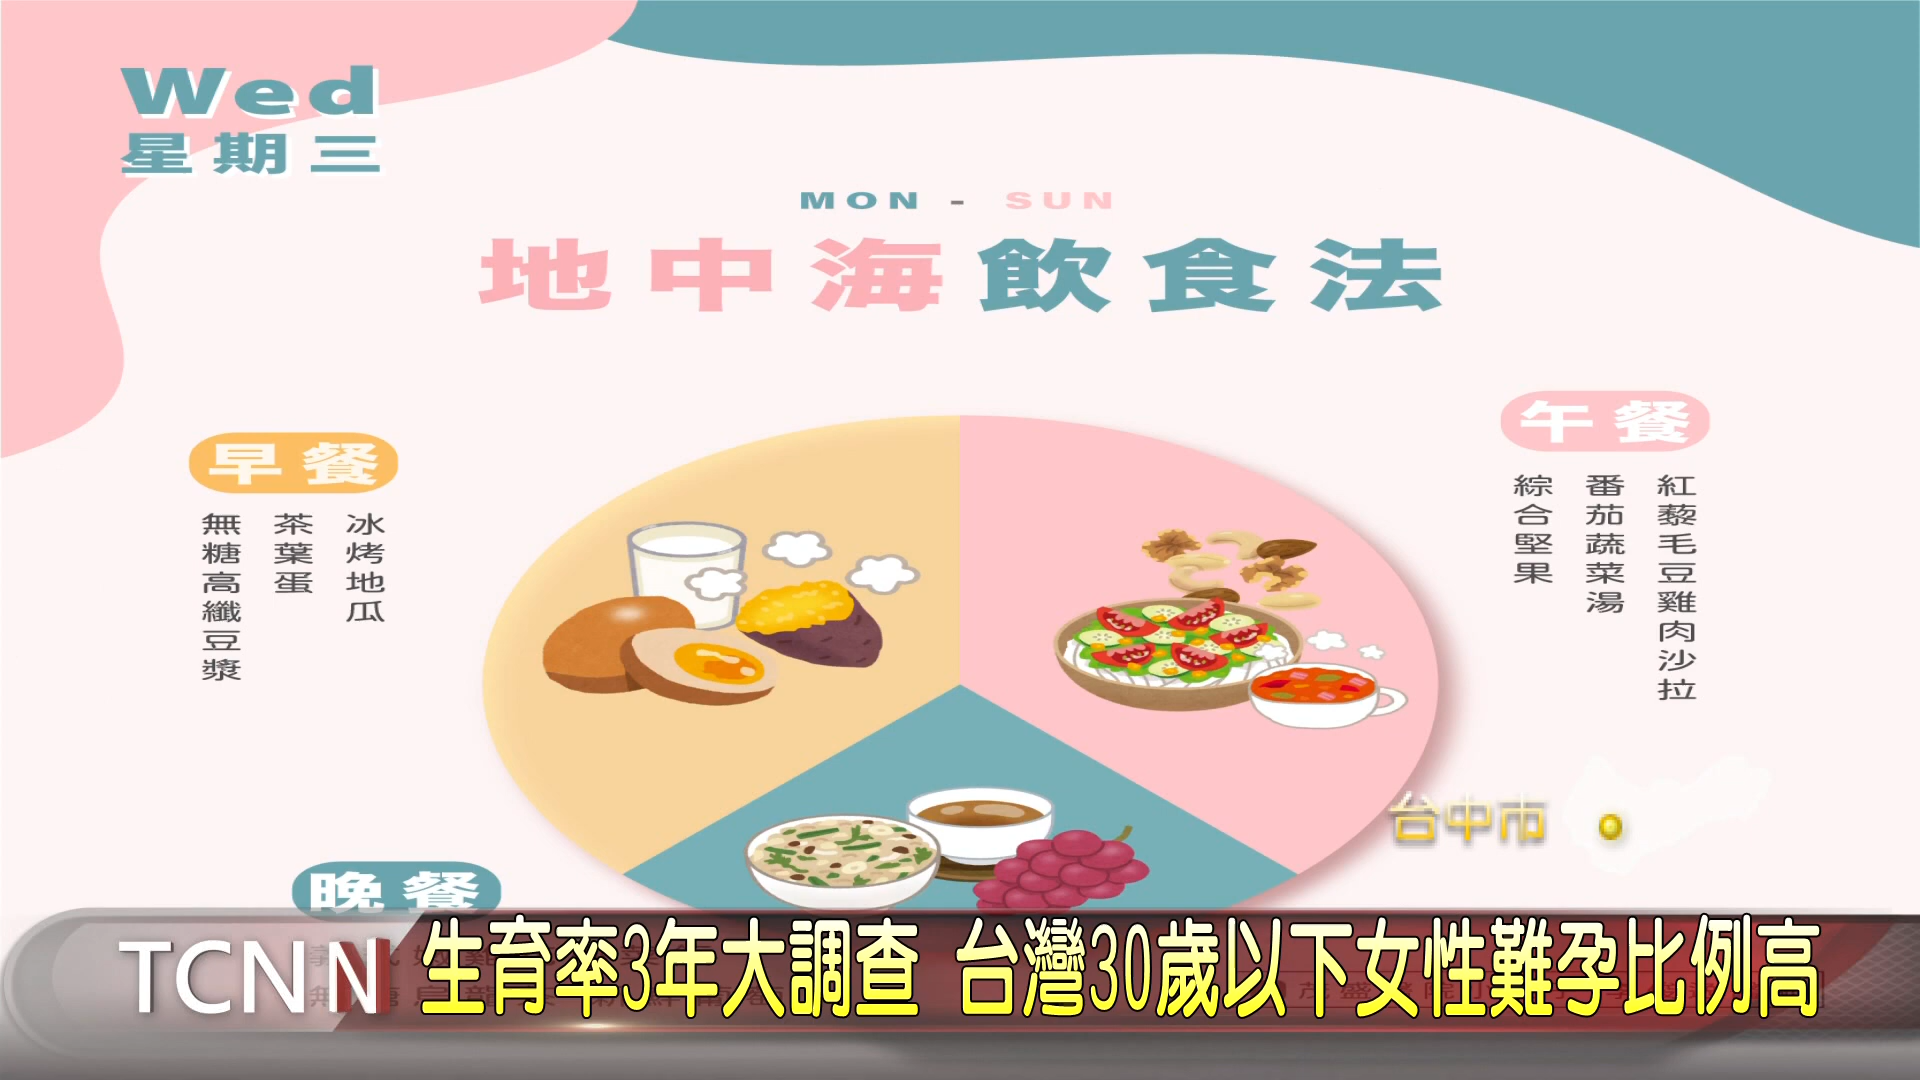 Wed
星期三
MON - SUN
地中海飲食法
早餐
冰烤地瓜
茶葉蛋
無糖高纖豆漿
午餐
紅藜毛豆雞肉沙拉
番茄蔬菜湯
綜合堅果
台中市
晚餐
TCNN 生育率3年大調查 台灣30歲以下女性難孕比例高